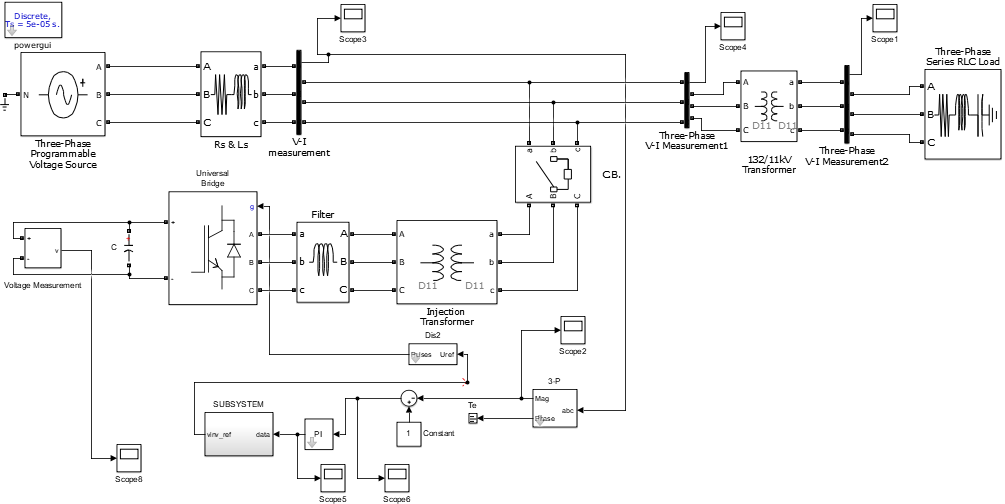 Discrete,
Ts = 5e-05 s.
powergui
Scope3
Scope4
Scope1
N
A
B
C
Three-Phase
Programmable
Voltage Source
A
B
C
a
b
c
Rs & Ls
V-I
measurement
Three-Phase
V-I Measurement1
A
B
C
a
b
c
D11
D11
132/11kV
Transformer
Three-Phase
V-I Measurement2
Three-Phase
Series RLC Load
A
B
C
a
b
c
A
B
C
CB.
+
-
v
Voltage Measurement
C
Universal
Bridge
g
+
-
A
B
C
Filter
a
b
c
A
B
C
A
B
C
a
b
c
D11
D11
Injection
Transformer
Dis2
Pulses
Uref
Scope2
3-P
Mag
Phase
abc
Te
1
Constant
SUBSYSTEM
vinv_ref
data
PI
Scope8
Scope5
Scope6